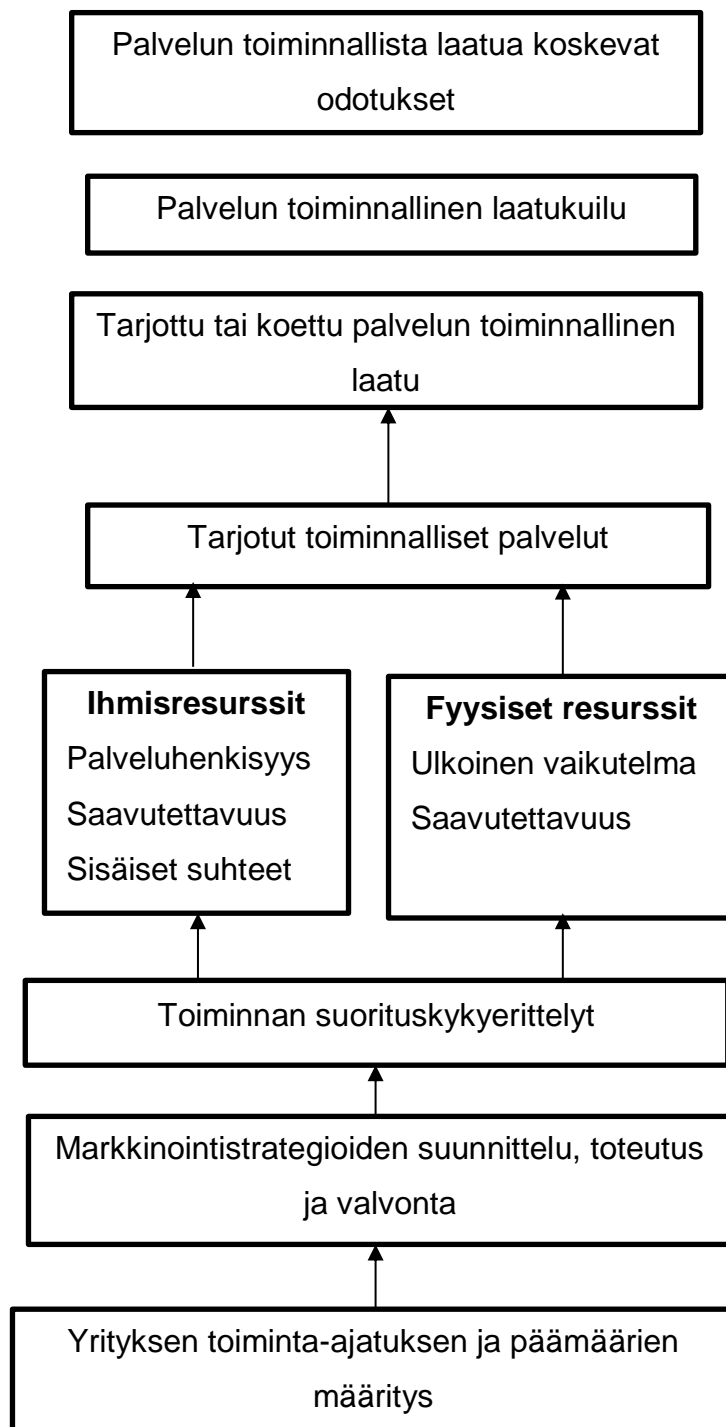 Palvelun toiminnallista laatua koskevat
odotukset
Palvelun toiminnallinen laatukuilu
Tarjottu tai koettu palvelun toiminnallinen
laatu
Tarjotut toiminnalliset palvelut
Ihmisresurssit
Palveluhenkisyys
Saavutettavuus
Sisäiset suhteet
Fyysiset resurssit
Ulkoinen vaikutelma
Saavutettavuus
Toiminnan suorituskykyerittelyt
Markkinointistrategioiden suunnittelu, toteutus
ja valvonta
Yrityksen toiminta-ajatuksen ja päämäärien
määritys